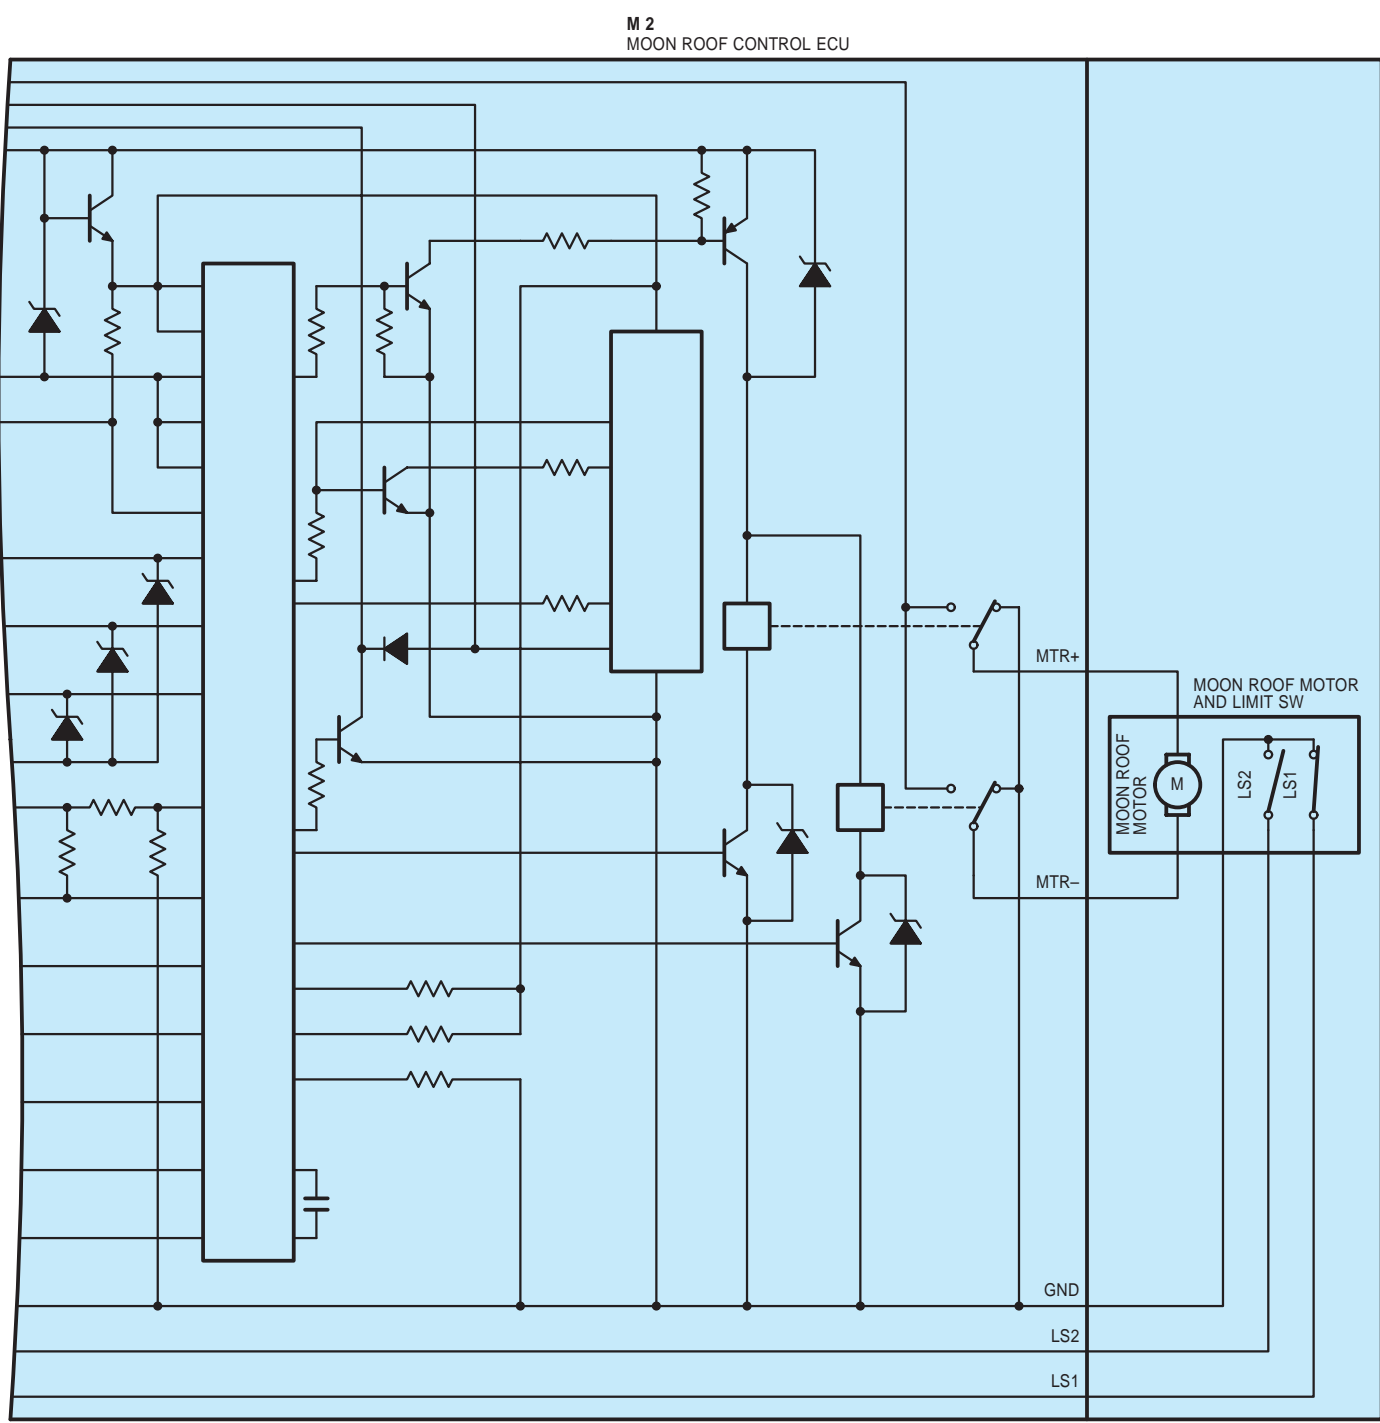 M 2
MOON ROOF CONTROL ECU
MTR+
MOON ROOF MOTOR
AND LIMIT SW
MOON ROOF
MOTOR
M
LS2
LS1
MTR–
GND
LS2
LS1